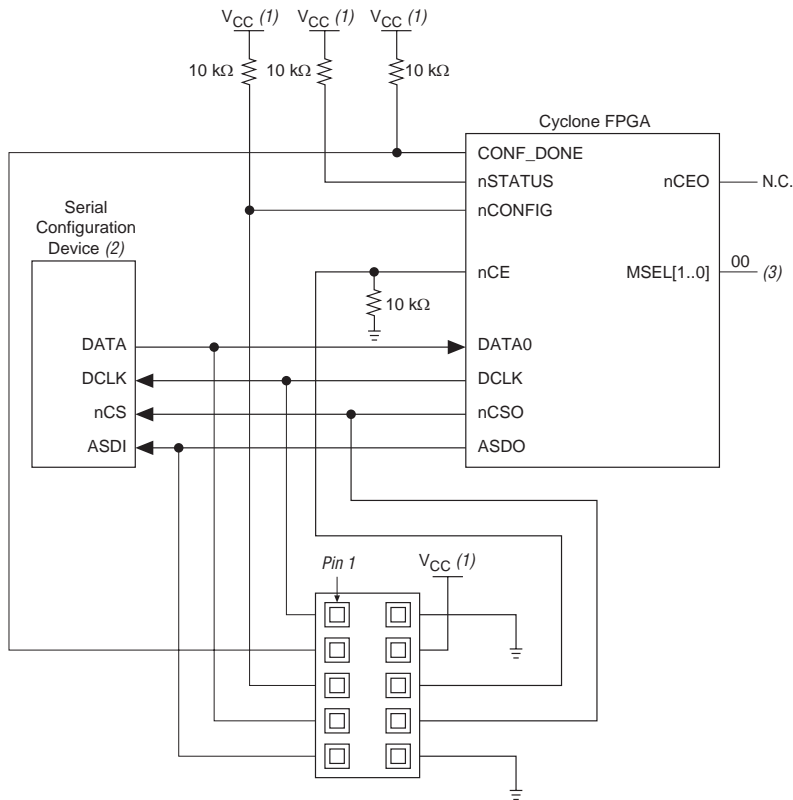 VCC (1) VCC (1) VCC (1)
10 kΩ 10 kΩ 10 kΩ
Cyclone FPGA
CONF_DONE
nSTATUS nCEO N.C.
nCONFIG
Serial
Configuration
Device (2)
nCE MSEL[1..0] 00 (3)
10 kΩ
DATA DATA0
DCLK DCLK
nCS nCSO
ASDI ASDO
Pin 1 VCC (1)